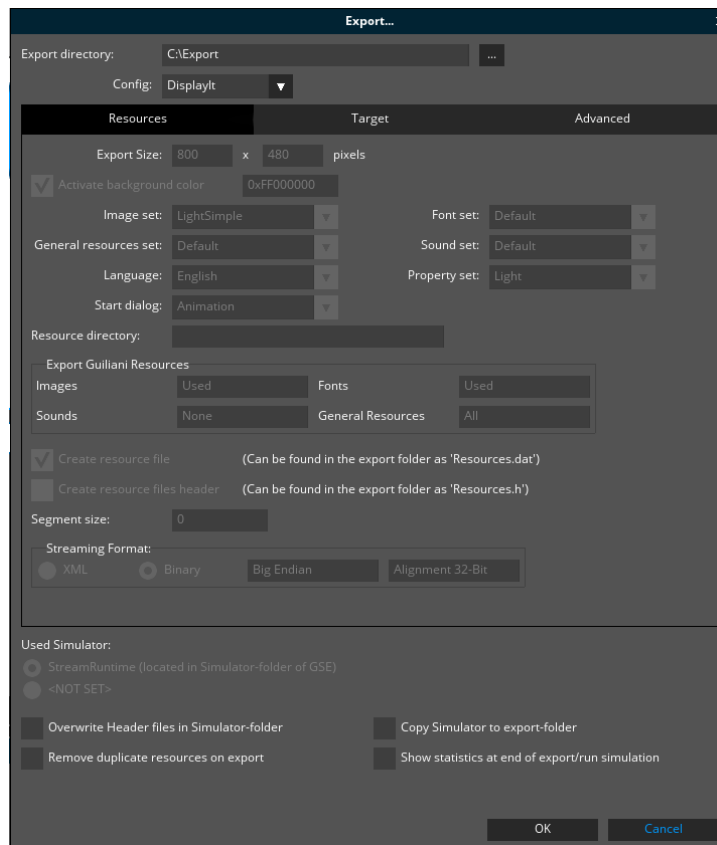 Export...
Export directory: C:\Export ...
Config: DisplayIt
Resources Target Advanced
Export Size: 800 x 480 pixels
Activate background color 0xFF000000
Image set: LightSimple Font set: Default
General resources set: Default Sound set: Default
Language: English Property set: Light
Start dialog: Animation
Resource directory:
Export Guiliani Resources
Images Used Fonts Used
Sounds None General Resources All
Create resource file (Can be found in the export folder as 'Resources.dat')
Create resource files header (Can be found in the export folder as 'Resources.h')
Segment size: 0
Streaming Format:
XML Binary Big Endian Alignment 32-Bit
Used Simulator:
StreamRuntime (located in Simulator-folder of GSE)
<NOT SET>
Overwrite Header files in Simulator-folder Copy Simulator to export-folder
Remove duplicate resources on export Show statistics at end of export/run simulation
OK Cancel